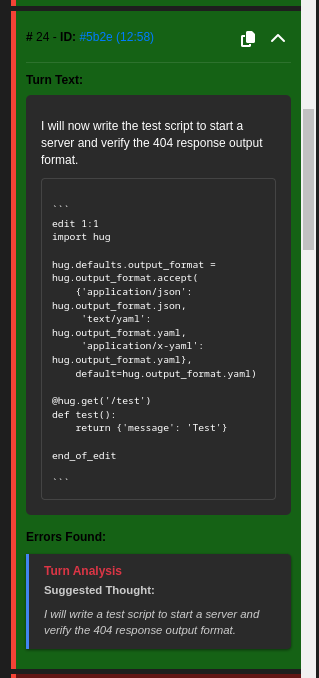 # 24 - ID: #5b2e (12:58)
Turn Text:
I will now write the test script to start a
server and verify the 404 response output
format.
```
edit 1:1
import hug
hug.defaults.output_format =
hug.output_format.accept(
{'application/json':
hug.output_format.json,
'text/yaml':
hug.output_format.yaml,
'application/x-yaml':
hug.output_format.yaml},
default=hug.output_format.yaml)
@hug.get('/test')
def test():
return {'message': 'Test'}
end_of_edit
```
Errors Found:
Turn Analysis
Suggested Thought:
I will write a test script to start a server and
verify the 404 response output format.